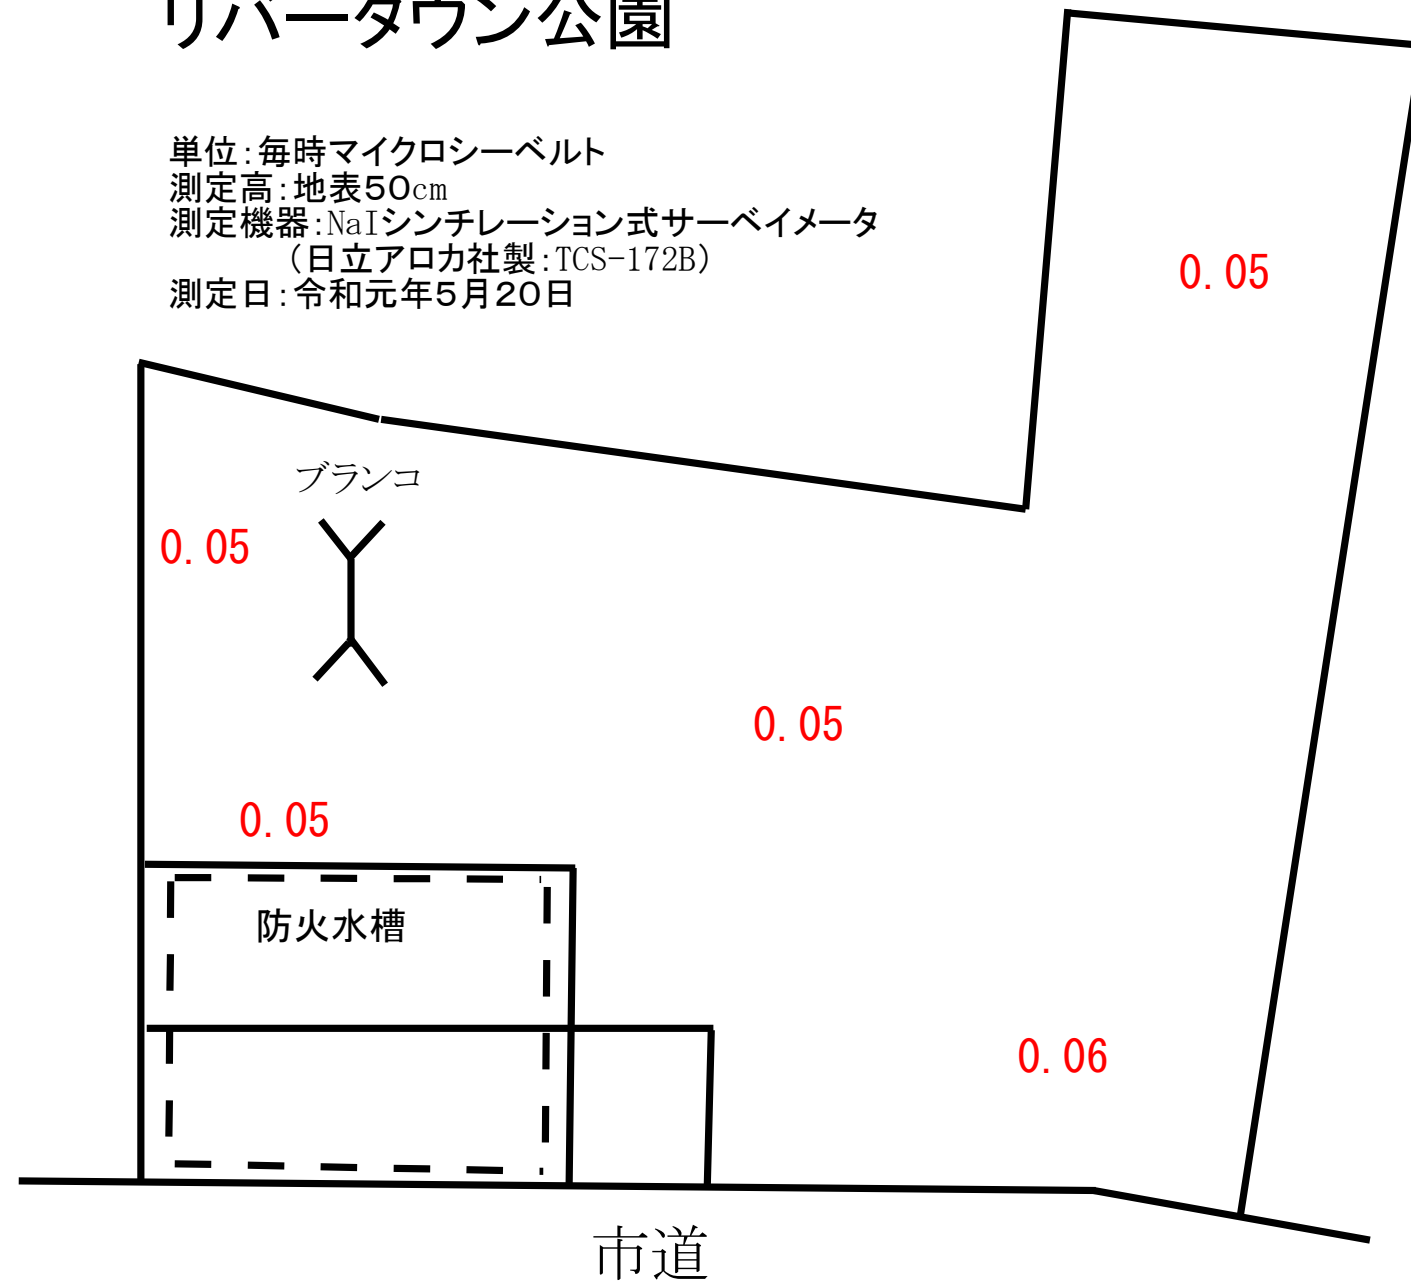 リバータウン公園
単位:毎時マイクロシーベルト
測定高:地表50cm
測定機器:NaIシンチレーション式サーベイメータ
(日立アロカ社製:TCS-172B)
測定日:令和元年5月20日
0.05
ブランコ
0.05
0.05
0.05
防火水槽
0.06
市道